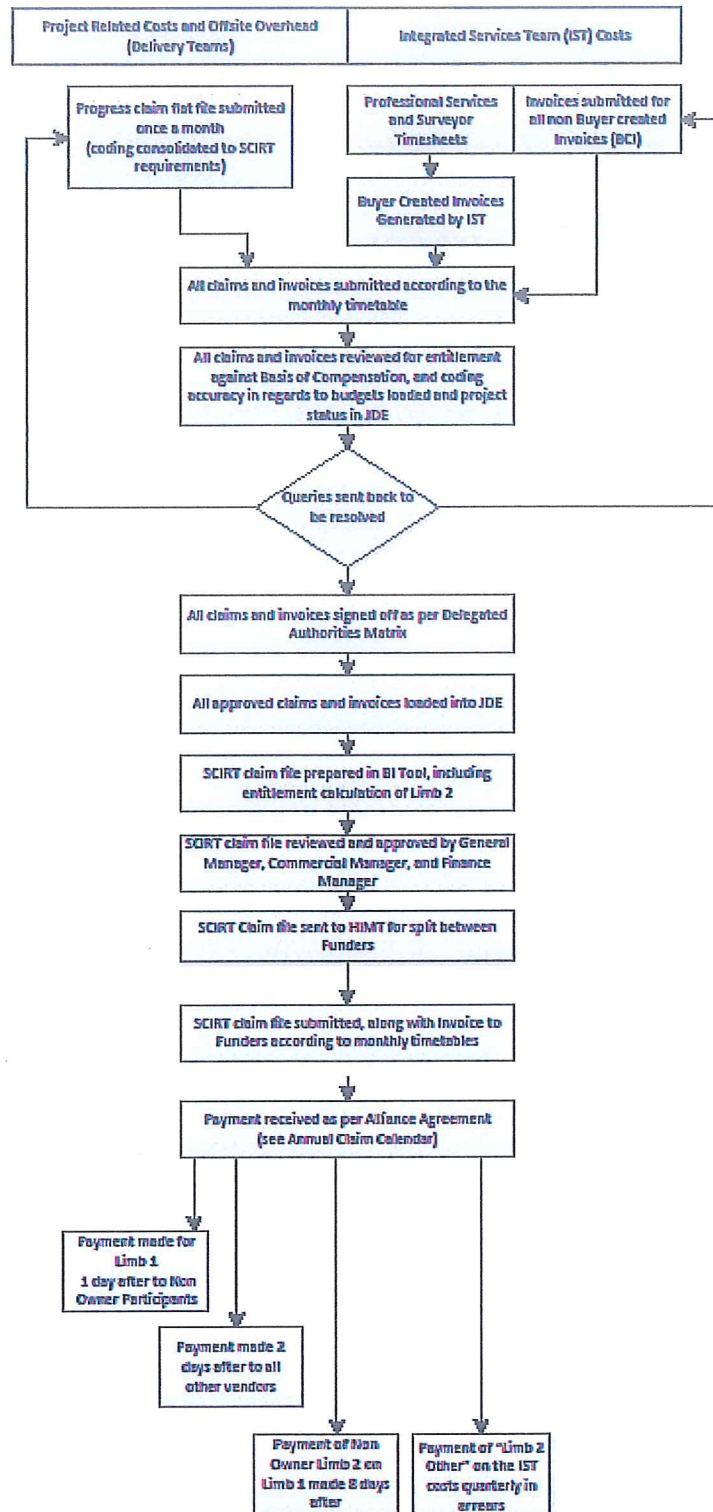 Project Related Costs and Offsite Overhead
(Delivery Teams)
Integrated Services Team (IST) Costs
Progress claim flat file submitted
once a month
(coding consolidated to SCIRT
requirements)
Professional Services
and Surveyor
Timesheets
Invoices submitted for
all non Buyer created
Invoices (BCI)
Buyer Created Invoices
Generated by IST
All claims and invoices submitted according to the
monthly timetable
All claims and invoices reviewed for entitlement
against Basis of Compensation, and coding
accuracy in regards to budgets loaded and project
status in JDE
Queries sent back to
be resolved
All claims and invoices signed off as per Delegated
Authorities Matrix
All approved claims and invoices loaded into JDE
SCIRT claim file prepared in BI Tool, including
entitlement calculation of Limb 2
SCIRT claim file reviewed and approved by General
Manager, Commercial Manager, and Finance
Manager
SCIRT Claim file sent to HIMT for split between
Funders
SCIRT claim file submitted, along with Invoice to
Funders according to monthly timetables
Payment received as per Alliance Agreement
(see Annual Claim Calendar)
Payment made for
Limb 1
1 day after to Non
Owner Participants
Payment made 2
days after to all
other vendors
Payment of Non
Owner Limb 2 on
Limb 1 made 8 days
after
Payment of "Limb 2
Other" on the IST
costs quarterly in
arrears